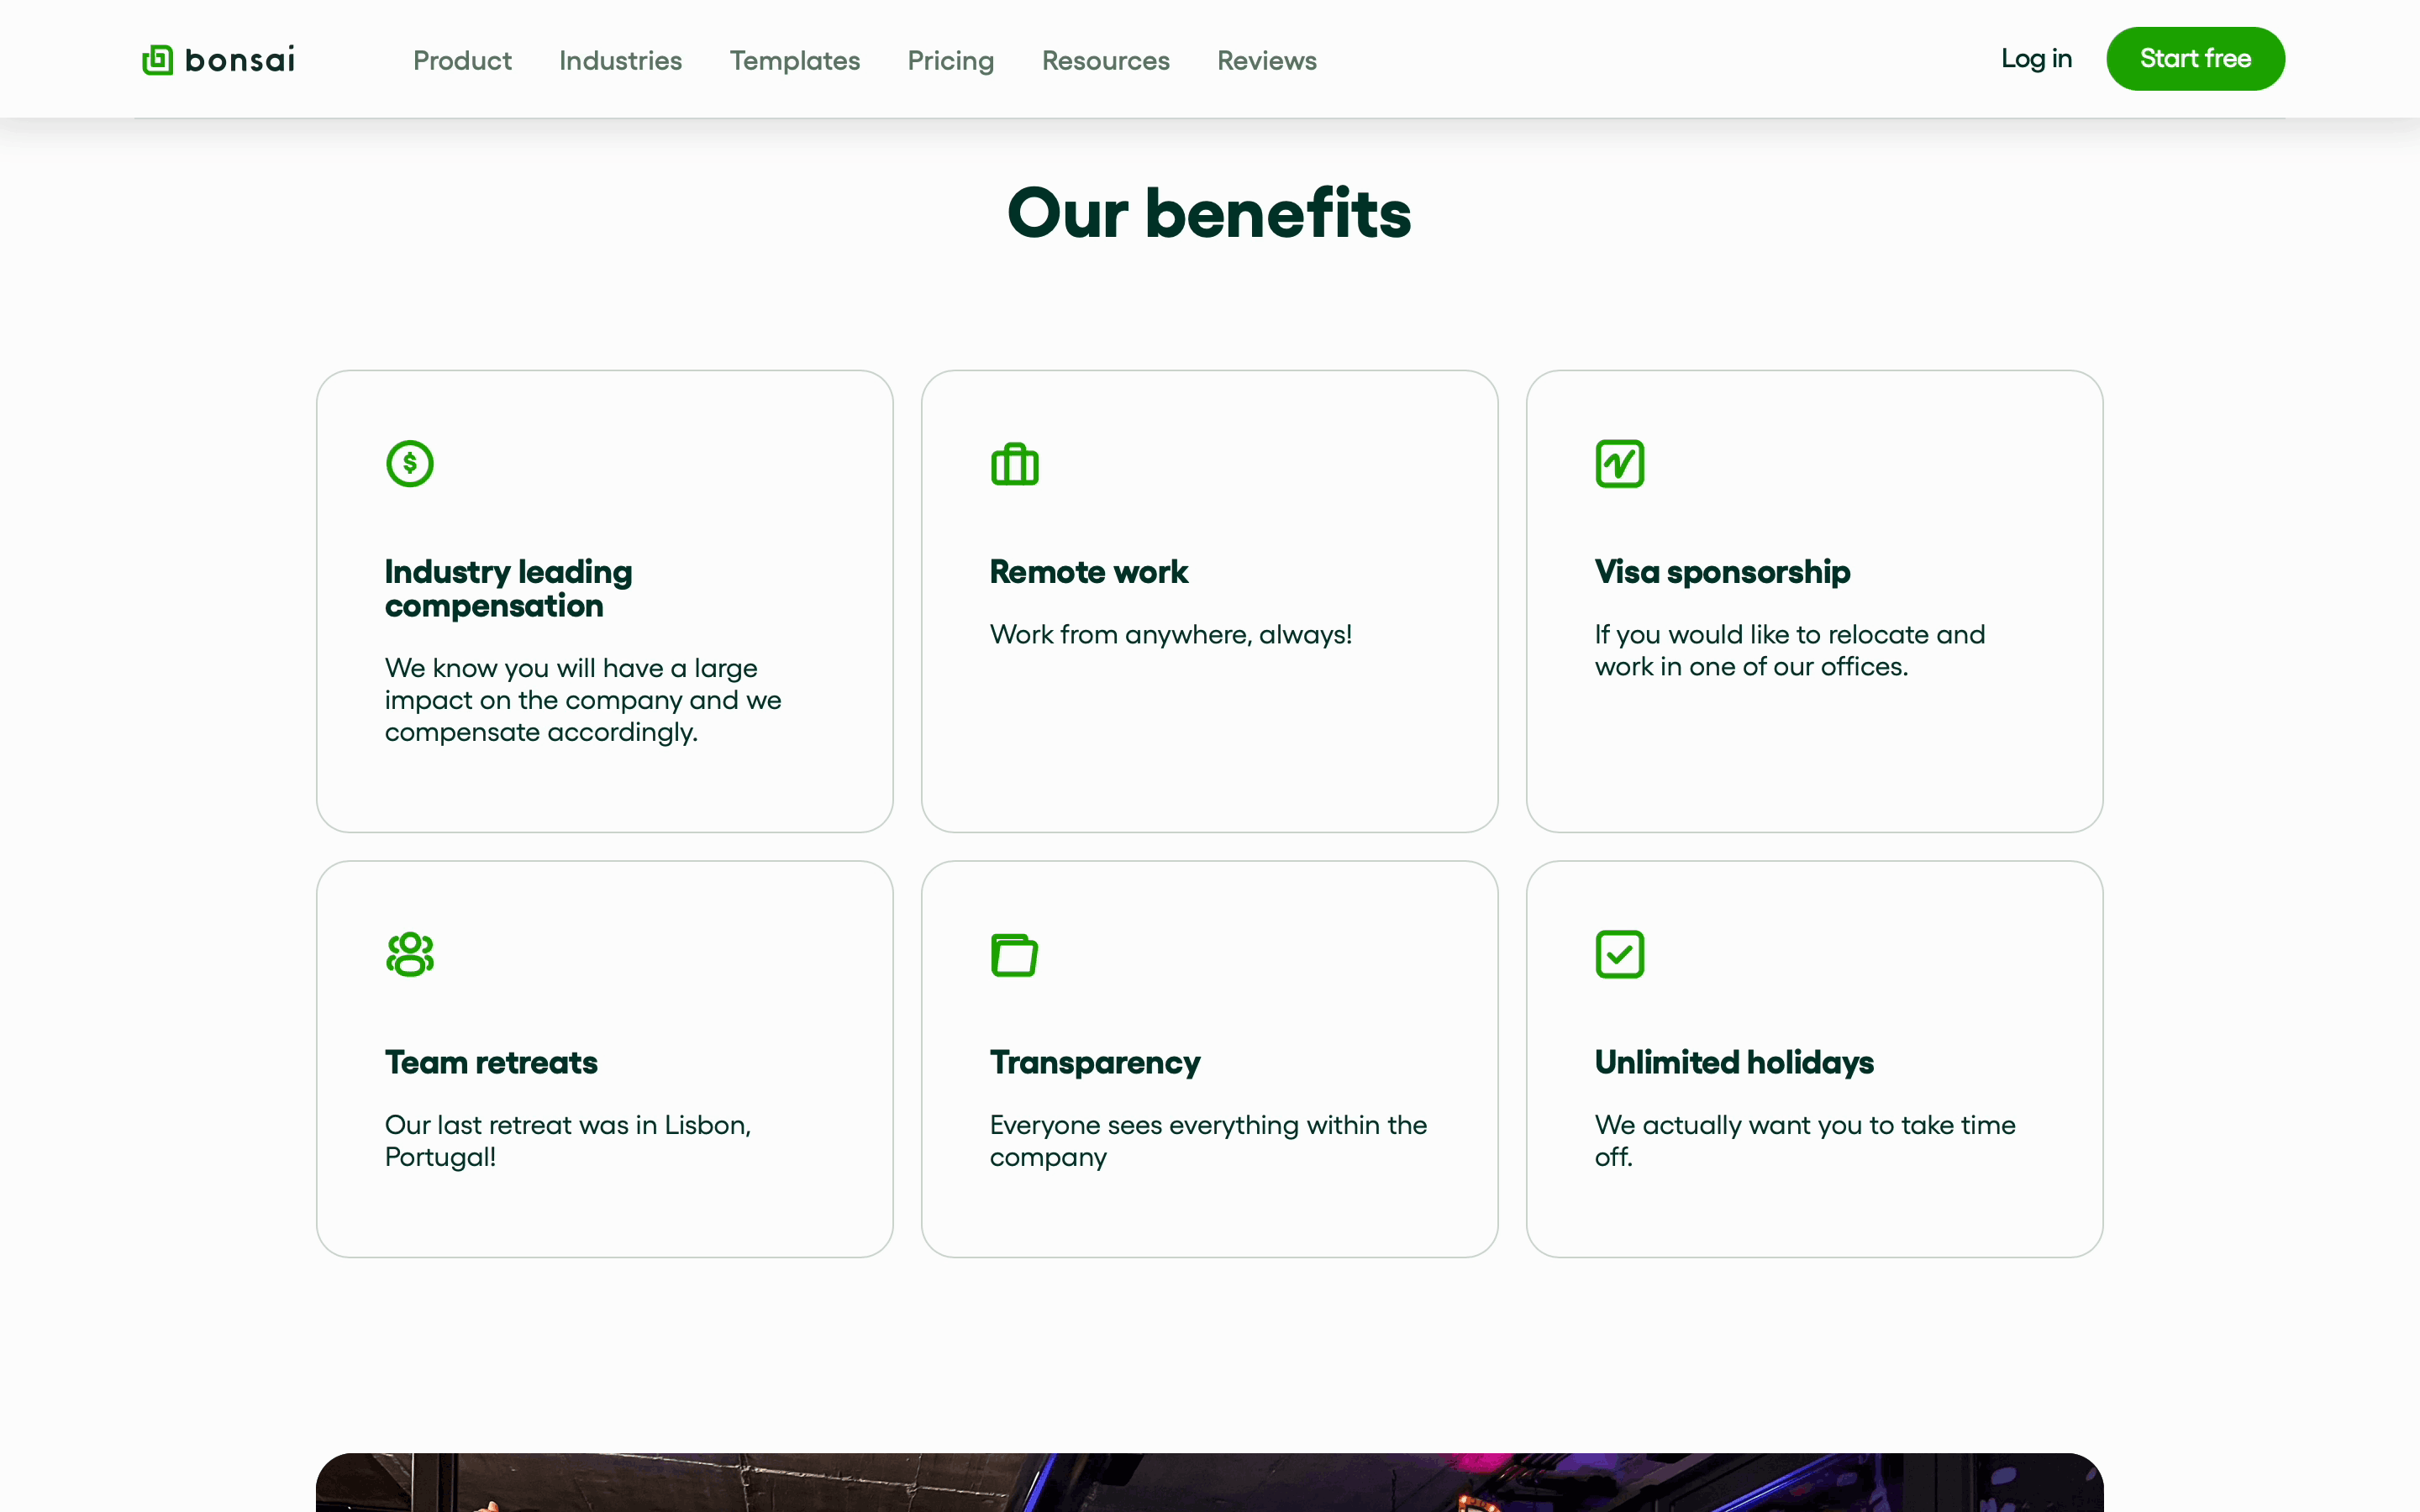 bonsai
Product Industries Templates Pricing Resources Reviews
Log in
Start free
Our benefits
Industry leading
compensation
We know you will have a large
impact on the company and we
compensate accordingly.
Remote work
Work from anywhere, always!
Visa sponsorship
If you would like to relocate and
work in one of our offices.
Team retreats
Our last retreat was in Lisbon,
Portugal!
Transparency
Everyone sees everything within the
company
Unlimited holidays
We actually want you to take time
off.